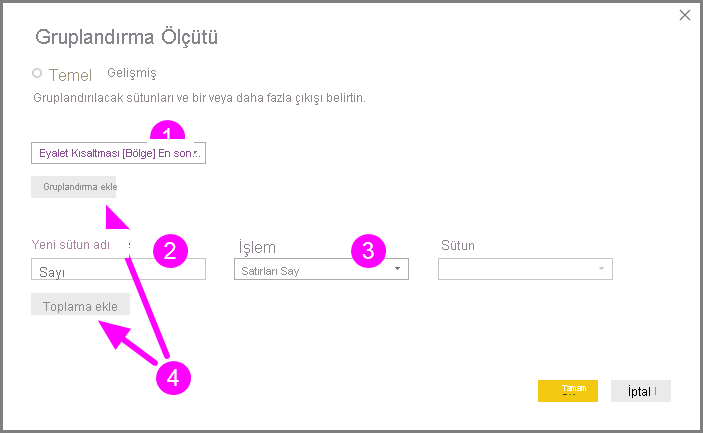 Gruplandırma Ölçütü
Temel Gelişmiş
Gruplandırılacak sütunları ve bir veya daha fazla çıkışı belirtin.
1
Eyalet Kısaltması [Bölge] En son...
Gruplandırma ekle
Yeni sütun adı 2 İşlem 3 Sütun
Sayı Satırları Say
Toplama ekle
4
Tamam İptal